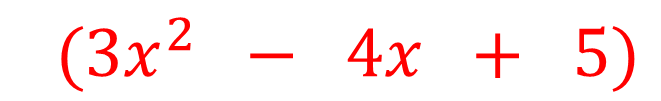 (3x² − 4x + 5)